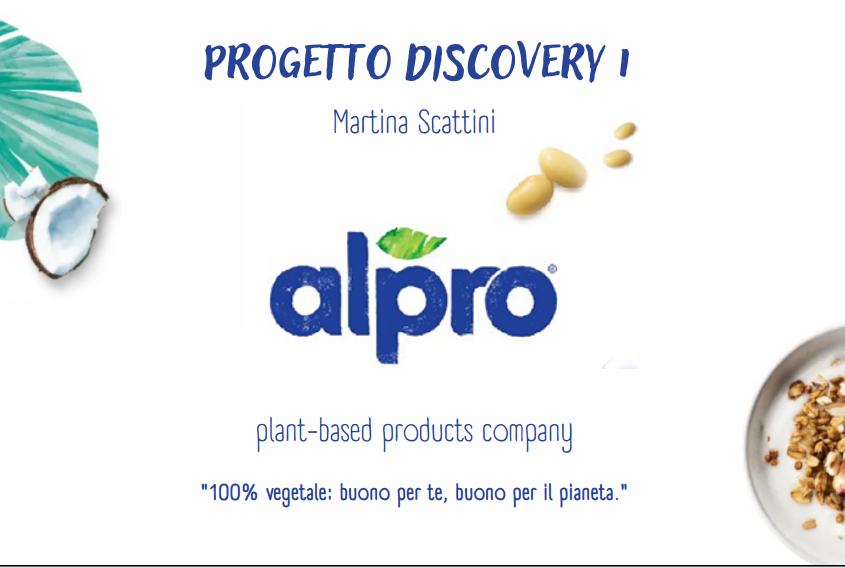 PROGETTO DISCOVERY 1
Martina Scattini
alpro®
plant-based products company
"100% vegetale: buono per te, buono per il pianeta."